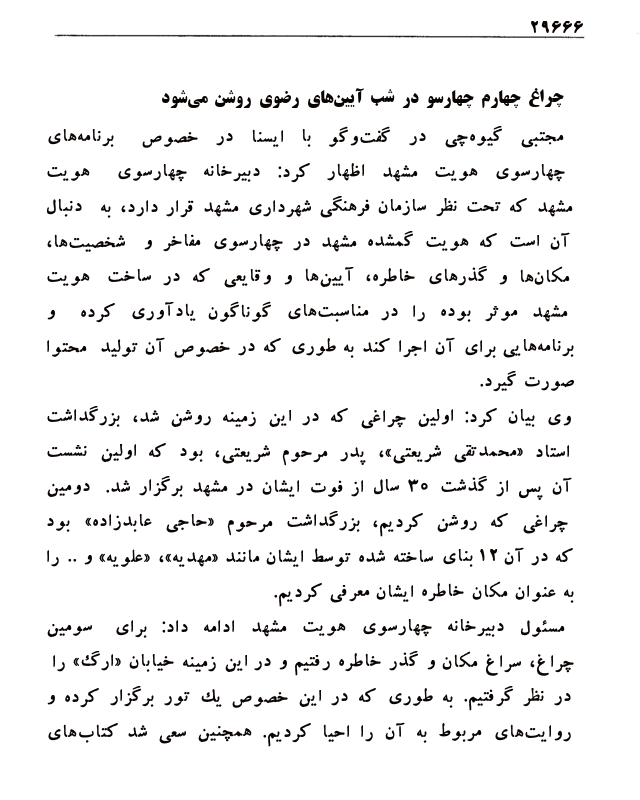 ۲۹۶۶۶
چراغ چهارم چهارسو در شب آیین‌های رضوی روشن می‌شود
مجتبی گیوه‌چی در گفت‌وگو با ایسنا در خصوص برنامه‌های
چهارسوی هویت مشهد اظهار کرد: دبیرخانه چهارسوی هویت
مشهد که تحت نظر سازمان فرهنگی شهرداری مشهد قرار دارد، به دنبال
آن است که هویت گمشده مشهد در چهارسوی مفاخر و شخصیت‌ها،
مکان‌ها و گذرهای خاطره، آیین‌ها و وقایعی که در ساخت هویت
مشهد موثر بوده را در مناسبت‌های گوناگون یادآوری کرده و
برنامه‌هایی برای آن اجرا کند به طوری که در خصوص آن تولید محتوا
صورت گیرد.
وی بیان کرد: اولین چراغی که در این زمینه روشن شد، بزرگداشت
استاد «محمدتقی شریعتی»، پدر مرحوم شریعتی، بود که اولین نشست
آن پس از گذشت ۳۰ سال از فوت ایشان در مشهد برگزار شد. دومین
چراغی که روشن کردیم، بزرگداشت مرحوم «حاجی عابدزاده» بود
که در آن ۱۲ بنای ساخته شده توسط ایشان مانند «مهدیه»، «علویه» و .. را
به عنوان مکان خاطره ایشان معرفی کردیم.
مسئول دبیرخانه چهارسوی هویت مشهد ادامه داد: برای سومین
چراغ، سراغ مکان و گذر خاطره رفتیم و در این زمینه خیابان «ارگ» را
در نظر گرفتیم. به طوری که در این خصوص یك تور برگزار کرده و
روایت‌های مربوط به آن را احیا کردیم. همچنین سعی شد کتاب‌های